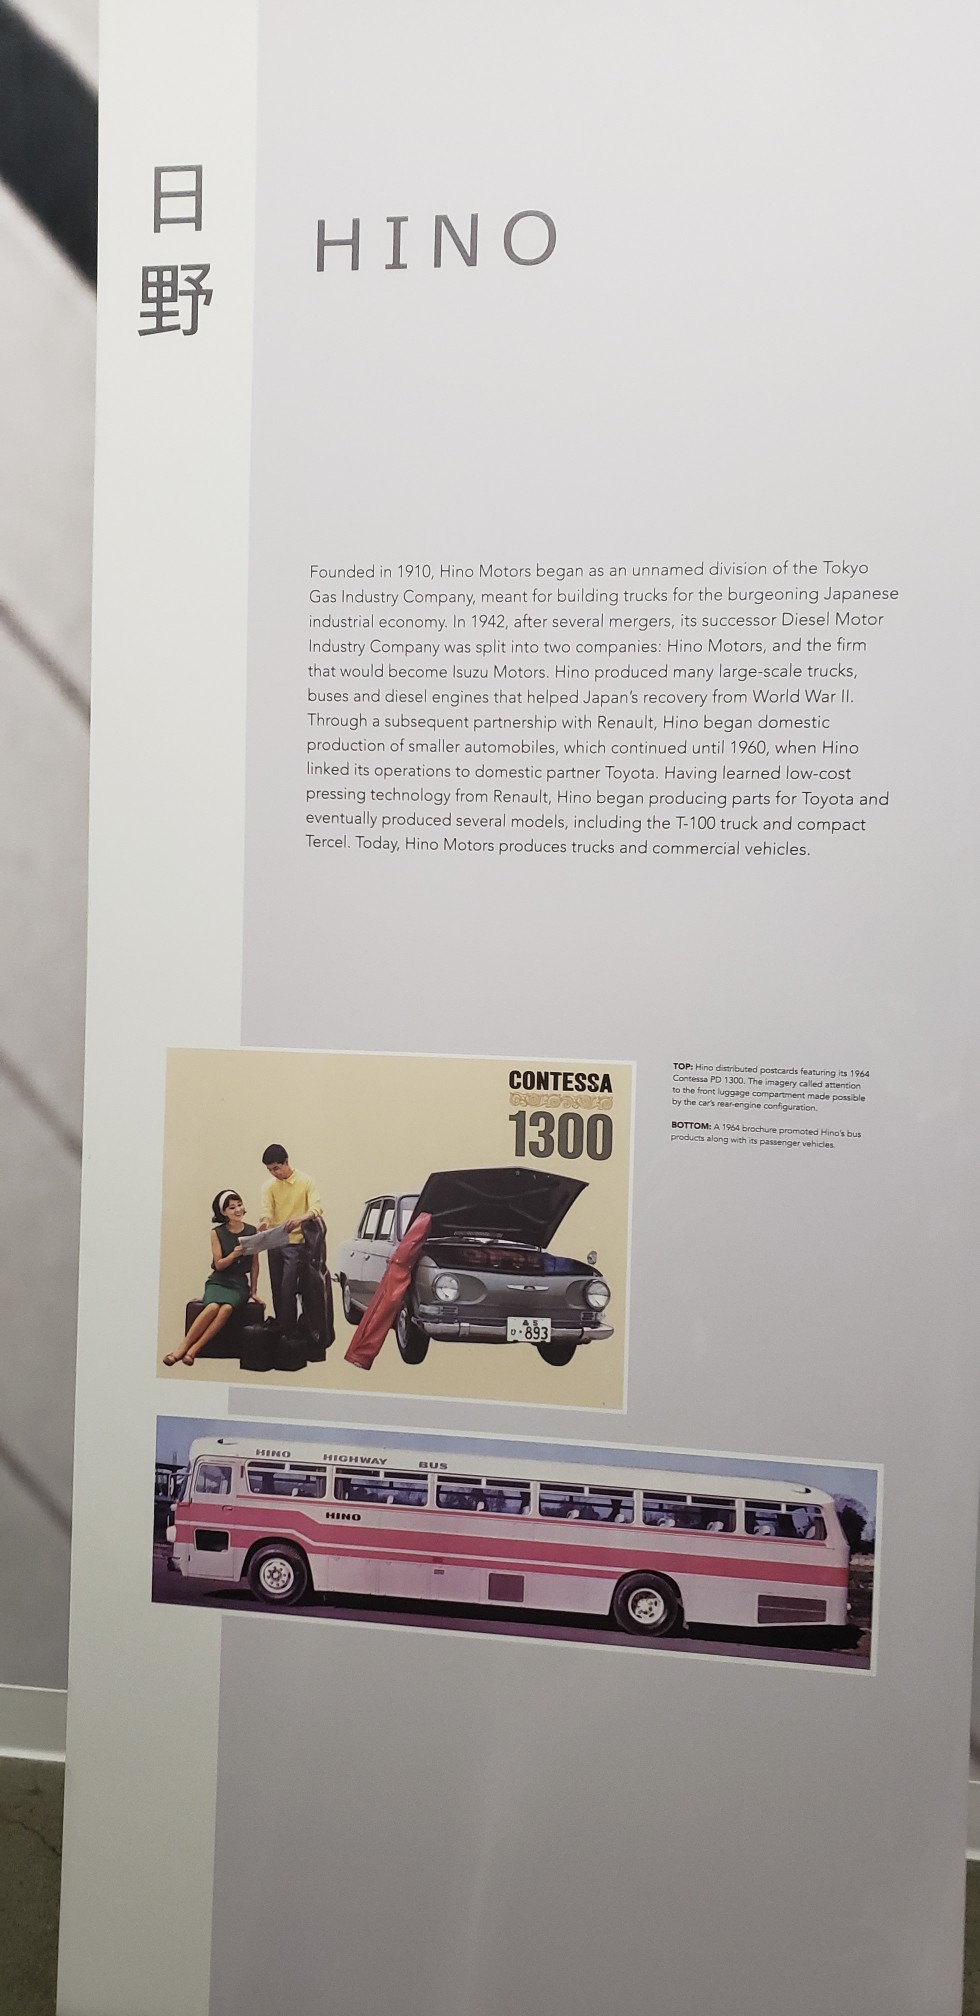 日
野
HINO
Founded in 1910, Hino Motors began as an unnamed division of the Tokyo
Gas Industry Company, meant for building trucks for the burgeoning Japanese
industrial economy. In 1942, after several mergers, its successor Diesel Motor
Industry Company was split into two companies: Hino Motors, and the firm
that would become Isuzu Motors. Hino produced many large-scale trucks,
buses and diesel engines that helped Japan's recovery from World War II.
Through a subsequent partnership with Renault, Hino began domestic
production of smaller automobiles, which continued until 1960, when Hino
linked its operations to domestic partner Toyota. Having learned low-cost
pressing technology from Renault, Hino began producing parts for Toyota and
eventually produced several models, including the T-100 truck and compact
Tercel. Today, Hino Motors produces trucks and commercial vehicles.
TOP: Hino distributed postcards featuring its 1964
Contessa PD 1300. The imagery called attention
to the front luggage compartment made possible
by the car's rear-engine configuration.
BOTTOM: A 1964 brochure promoted Hino's bus
products along with its passenger vehicles.
CONTESSA
1300
893
HINO HIGHWAY BUS
HINO